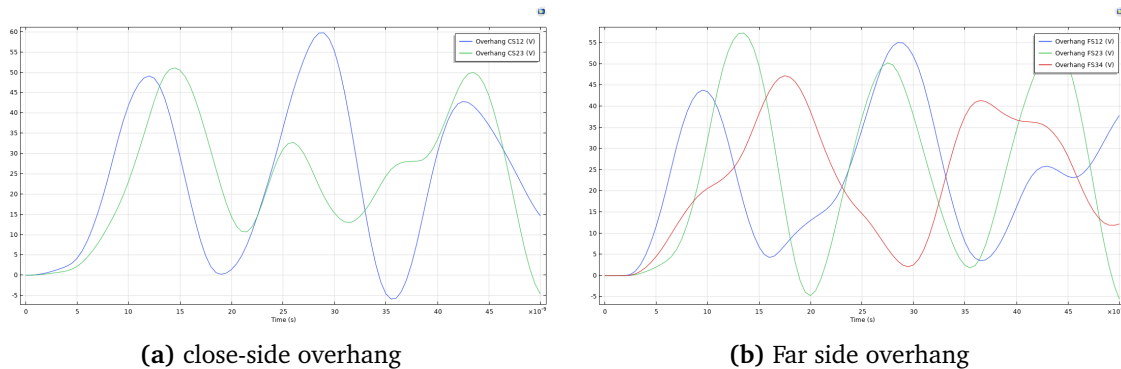 60
55
50
45
40
35
30
25
20
15
10
5
0
-5
Overhang CS12 (V)
Overhang CS23 (V)
0 5 10 15 20 25 30 35 40 45 ×10⁻⁹
Time (s)
(a) close-side overhang
55
50
45
40
35
30
25
20
15
10
5
0
-5
Overhang FS12 (V)
Overhang FS23 (V)
Overhang FS34 (V)
0 5 10 15 20 25 30 35 40 45
Time (s)
(b) Far side overhang